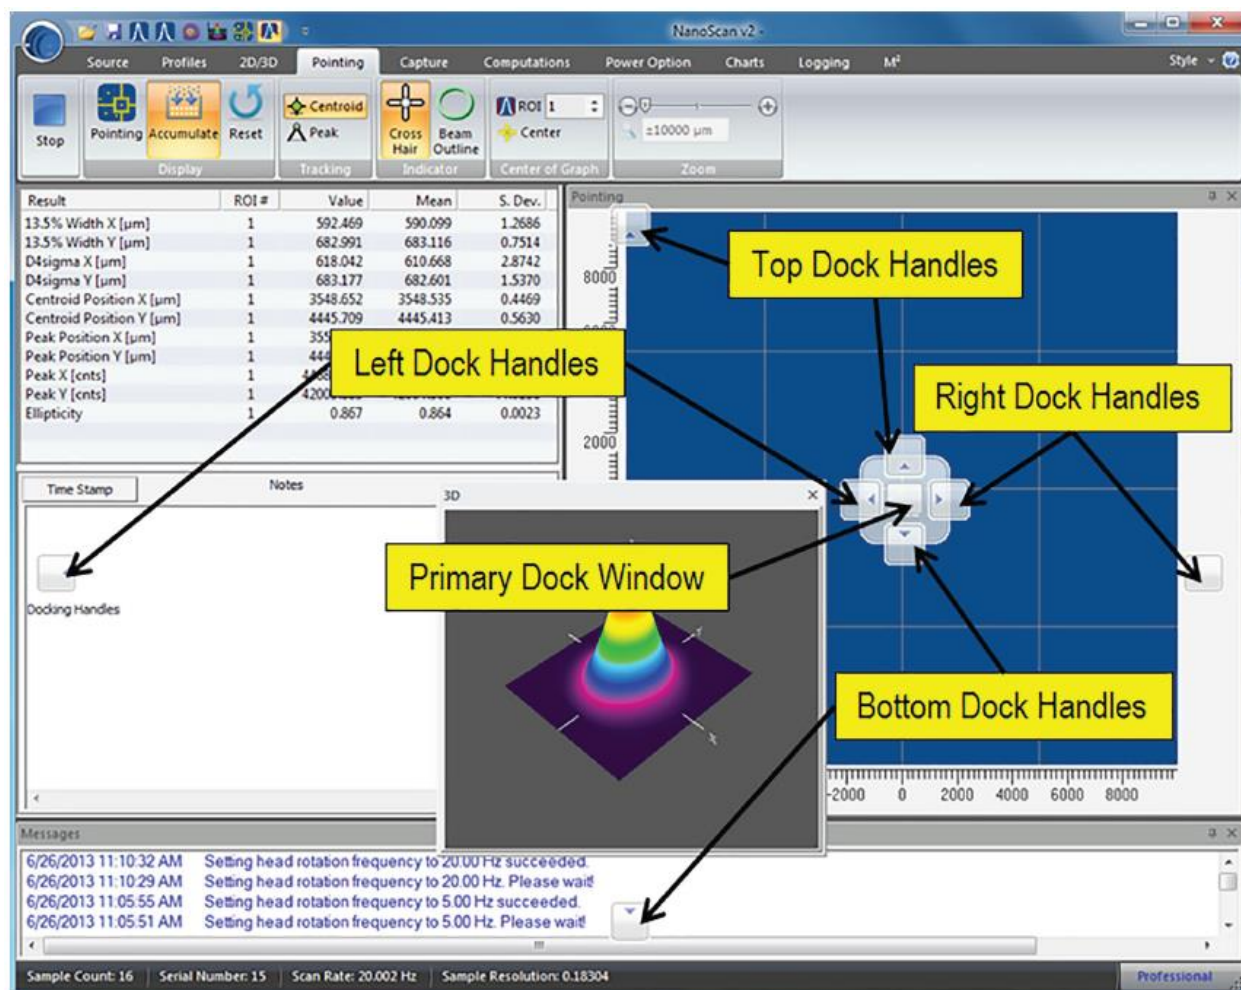 NanoScan v2 -
Source Profiles 2D/3D Pointing Capture Computations Power Option Charts Logging M² Style
Stop
Pointing Accumulate Reset
Display
Centroid
Peak
Tracking
Cross Hair
Beam Outline
Indicator
ROI 1
Center
Center of Graph
±10000 µm
Zoom
Result ROI # Value Mean S. Dev.
13.5% Width X [µm] 1 592.469 590.099 1.2686
13.5% Width Y [µm] 1 682.991 683.116 0.7514
D4sigma X [µm] 1 618.042 610.668 2.8742
D4sigma Y [µm] 1 683.177 682.601 1.5370
Centroid Position X [µm] 1 3548.652 3548.535 0.4469
Centroid Position Y [µm] 1 4445.709 4445.413 0.5630
Peak Position X [µm] 1
Peak Position Y [µm] 1
Peak X [cnts] 1
Peak Y [cnts] 1
Ellipticity 1 0.867 0.864 0.0023
Pointing
8000
2000
-2000 0 2000 4000 6000 8000
Top Dock Handles
Left Dock Handles
Right Dock Handles
Primary Dock Window
Bottom Dock Handles
Time Stamp
Notes
Docking Handles
3D
X
Messages
6/26/2013 11:10:32 AM Setting head rotation frequency to 20.00 Hz succeeded.
6/26/2013 11:10:29 AM Setting head rotation frequency to 20.00 Hz. Please wait!
6/26/2013 11:05:55 AM Setting head rotation frequency to 5.00 Hz succeeded.
6/26/2013 11:05:51 AM Setting head rotation frequency to 5.00 Hz. Please wait!
Sample Count: 16 Serial Number: 15 Scan Rate: 20.002 Hz Sample Resolution: 0.18304 Professional